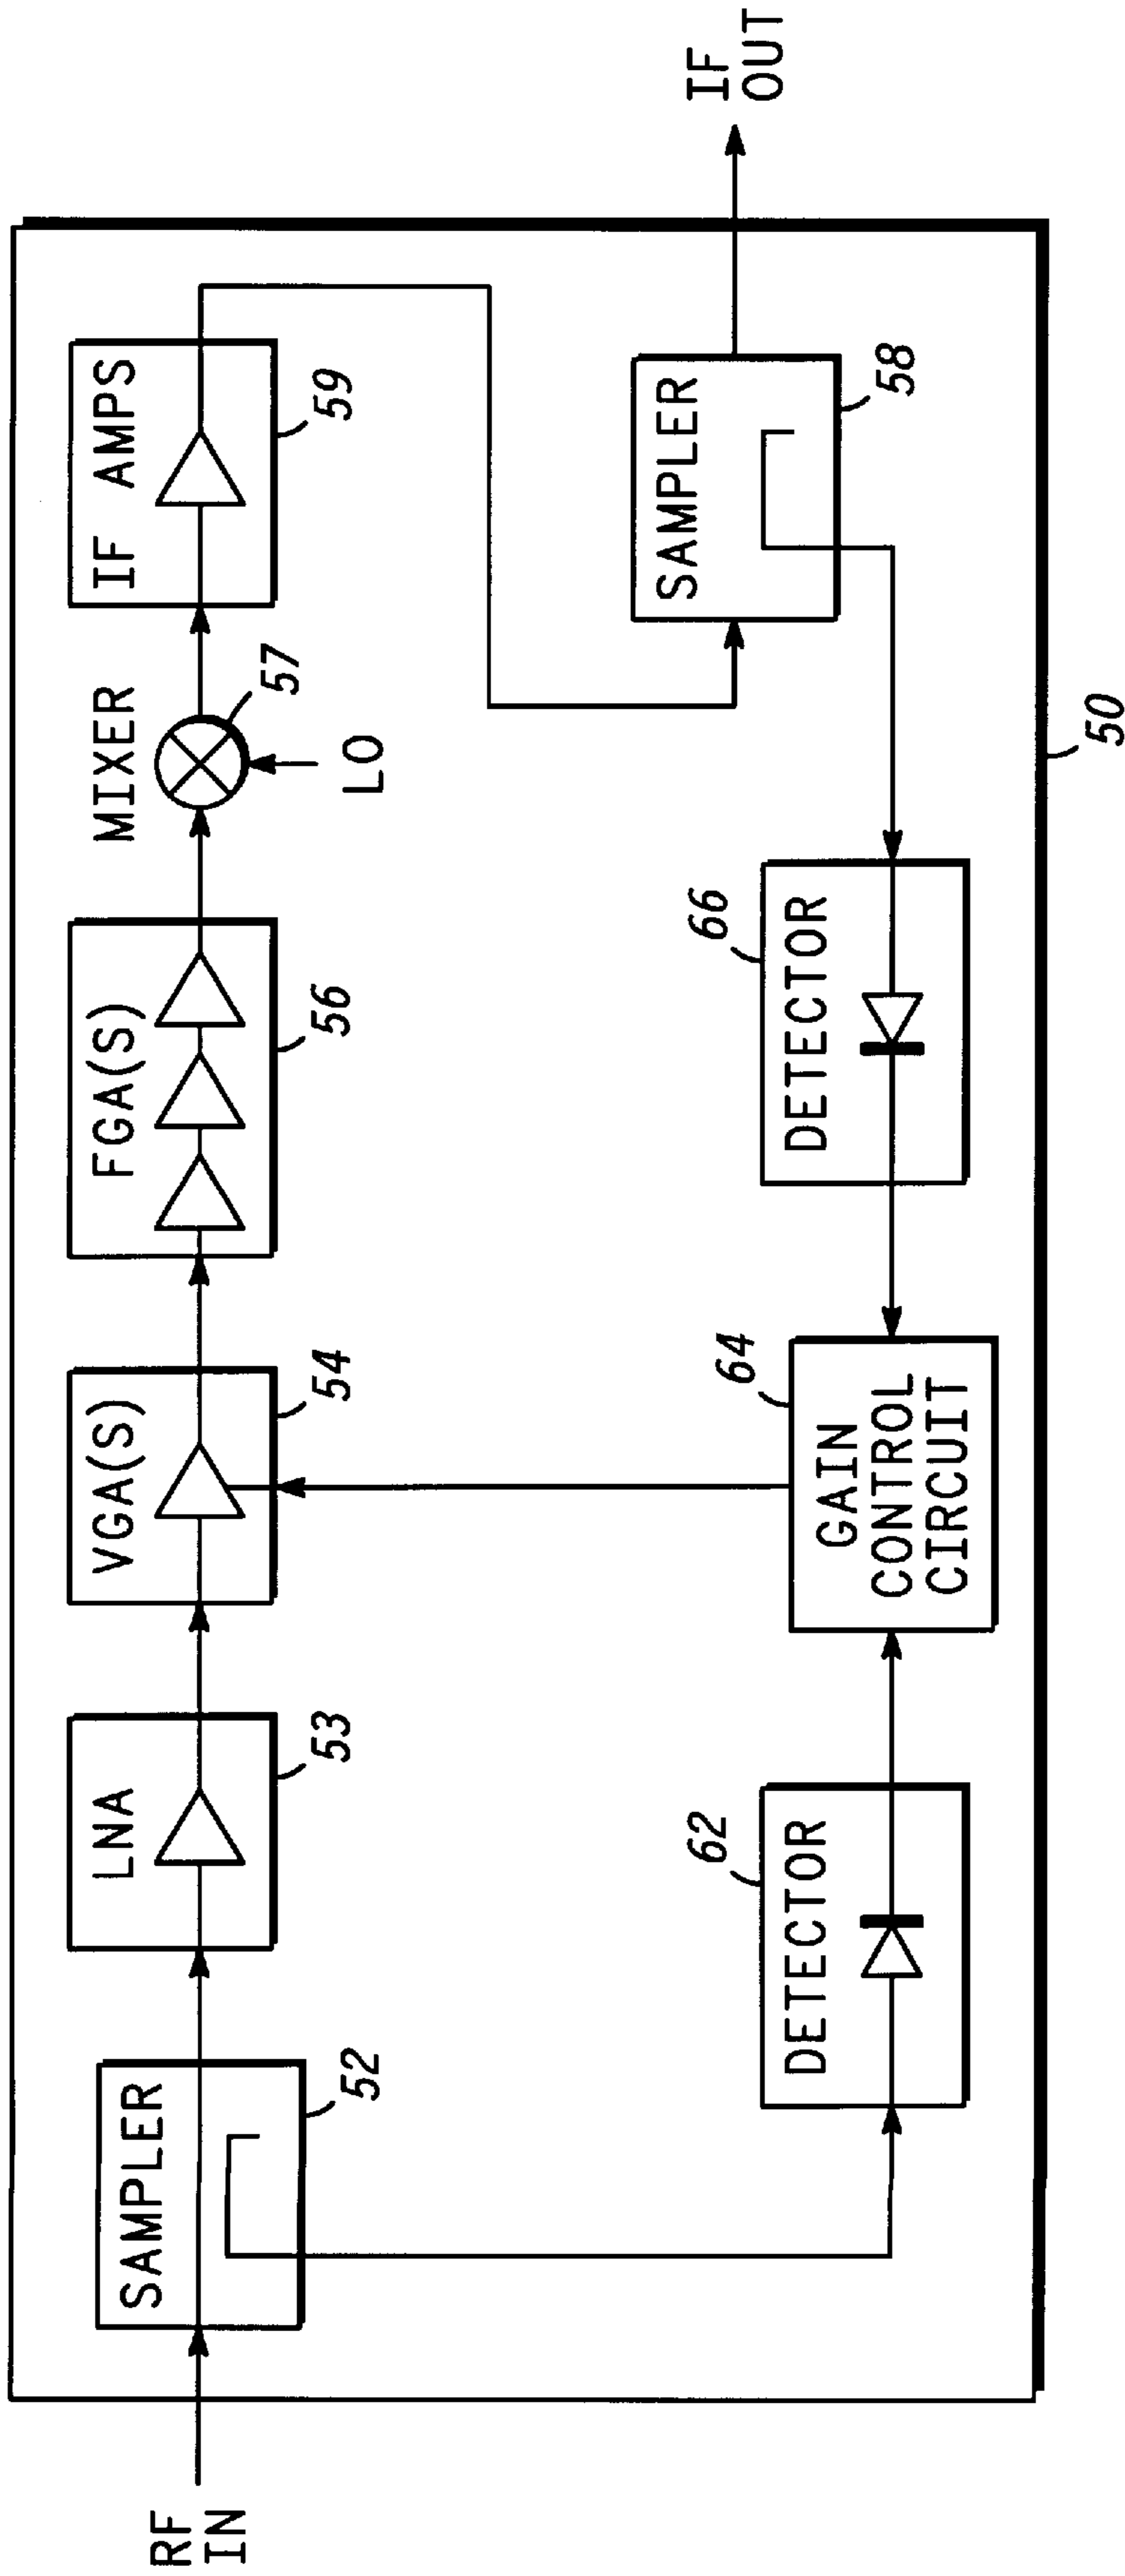 RF
IN
SAMPLER
52
LNA
53
VGA(S)
54
FGA(S)
56
MIXER
57
LO
IF AMPS
59
SAMPLER
58
IF
OUT
DETECTOR
62
GAIN
CONTROL
CIRCUIT
64
DETECTOR
66
50